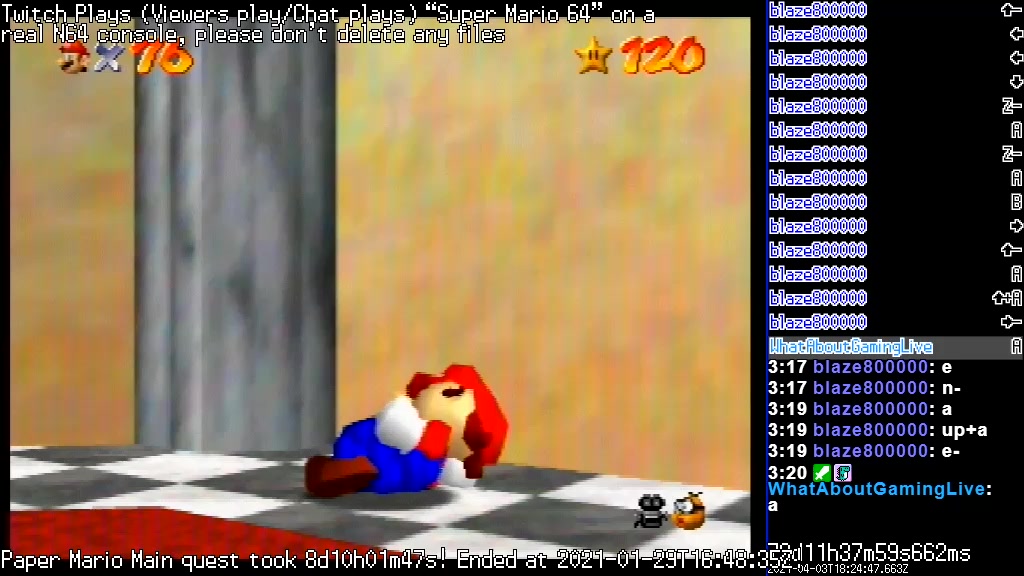 Twitch Plays (Viewers play/Chat plays) “Super Mario 64” on a
real N64 console, please don't delete any files
76
120
blaze800000
blaze800000
blaze800000
blaze800000
blaze800000 Z-
blaze800000 A
blaze800000 Z-
blaze800000 A
blaze800000 B
blaze800000
blaze800000
blaze800000 A
blaze800000 +A
blaze800000
WhatAboutGamingLive A
3:17 blaze800000: e
3:17 blaze800000: n-
3:19 blaze800000: a
3:19 blaze800000: up+a
3:19 blaze800000: e-
3:20
WhatAboutGamingLive:
a
Paper Mario Main quest took 8d10h01m47s! Ended at 2021-01-29T16:48:35Z
d11h37m59s662ms
2021-04-03T18:24:47.663Z